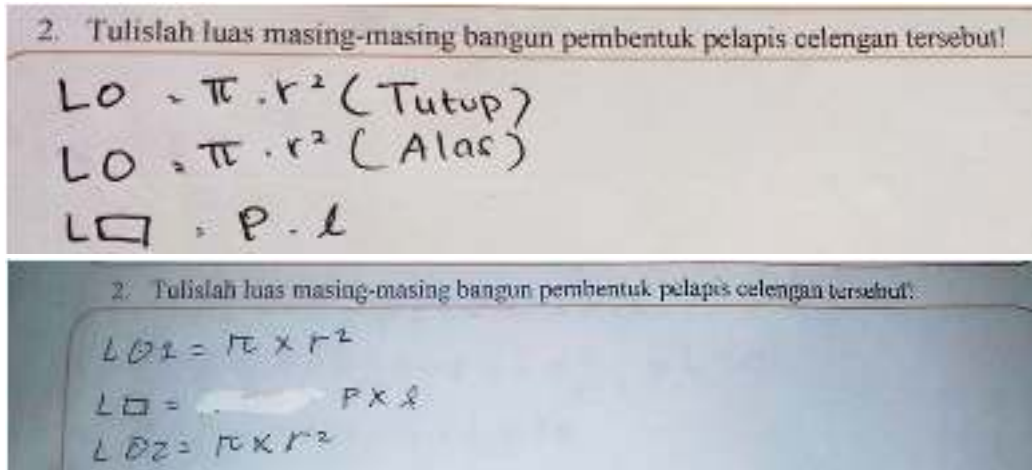 2. Tulislah luas masing-masing bangun pembentuk pelapis celengan tersebut!
L○ = π . r² (Tutup)
L○ = π . r² (Alas)
L▭ = P . l
2. Tulislah luas masing-masing bangun pembentuk pelapis celengan tersebut!
L○1 = π × r²
L▭ = P × l
L○2 = π × r²